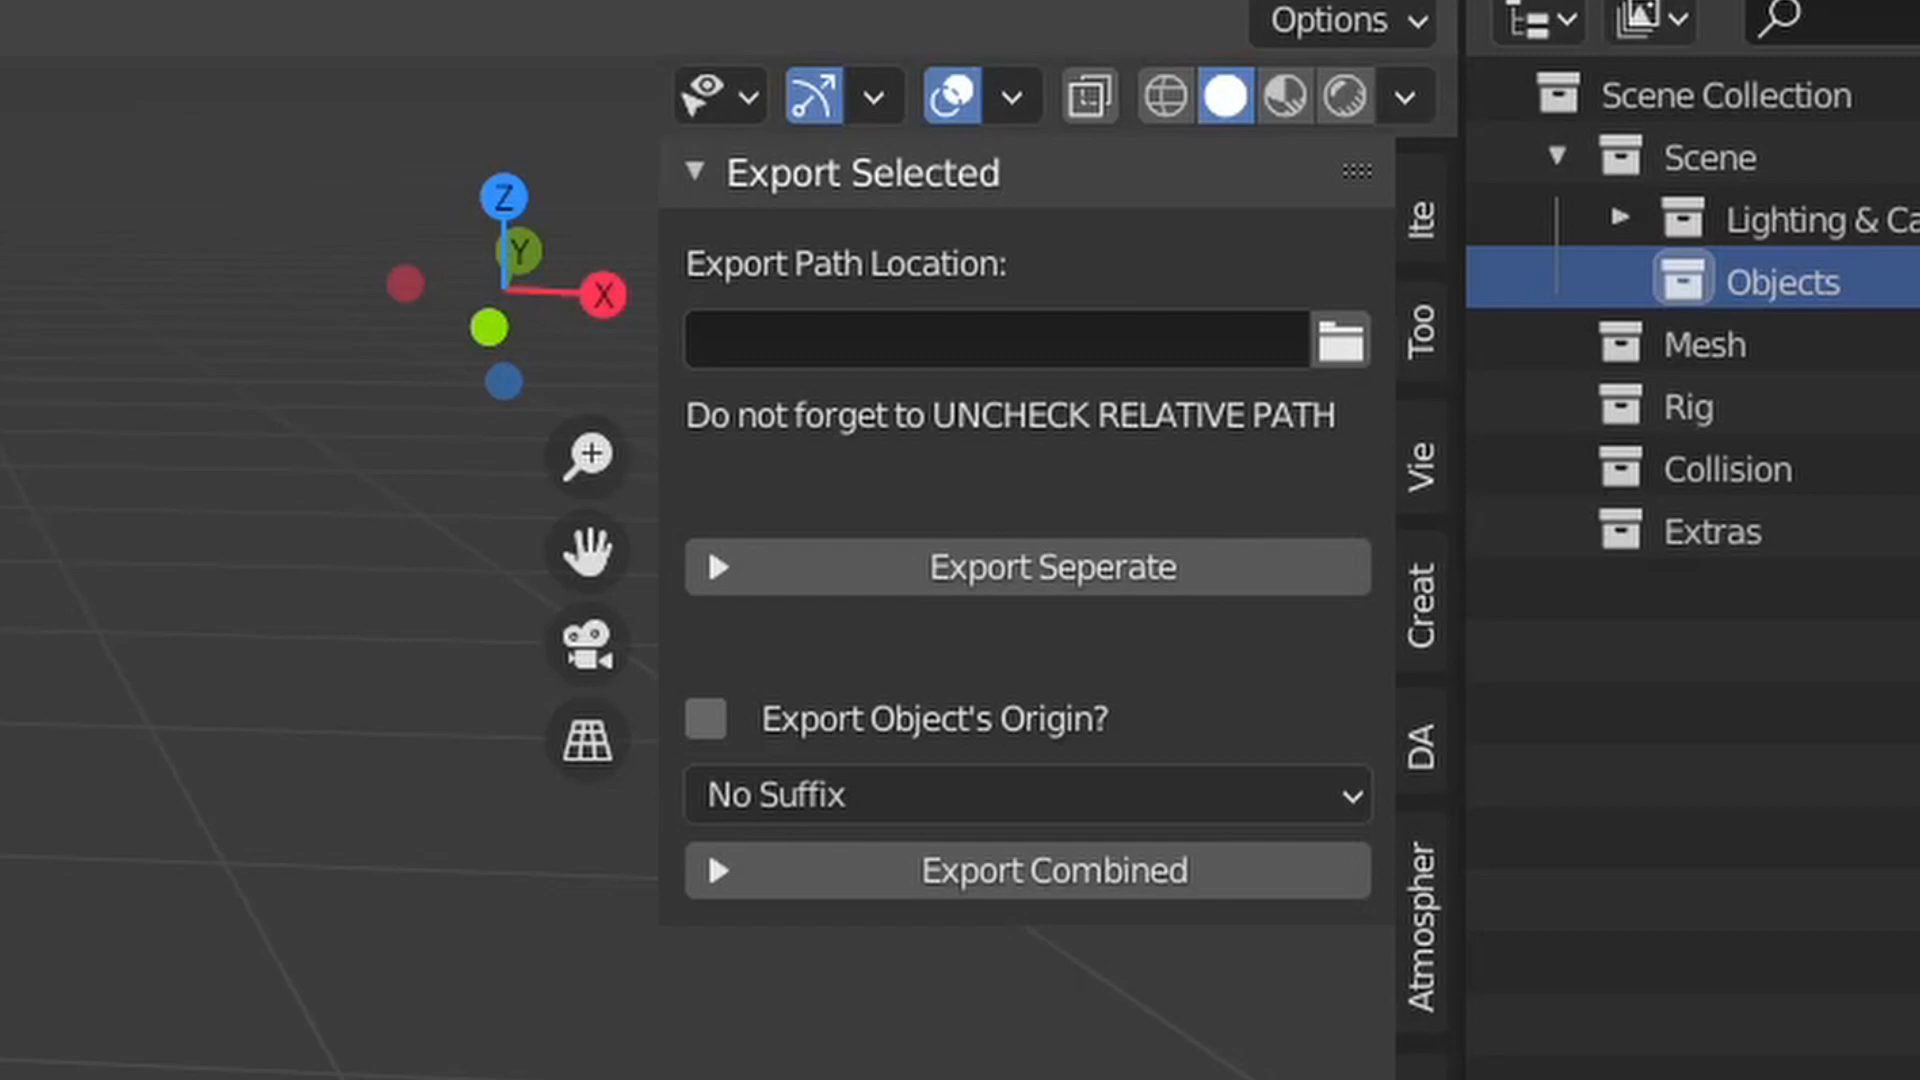 Options
Export Selected
Export Path Location:
Do not forget to UNCHECK RELATIVE PATH
Export Seperate
Export Object's Origin?
No Suffix
Export Combined
Z
Y
X
Ite
Too
Vie
Creat
DA
Atmospher
Scene Collection
Scene
Lighting & Ca
Objects
Mesh
Rig
Collision
Extras